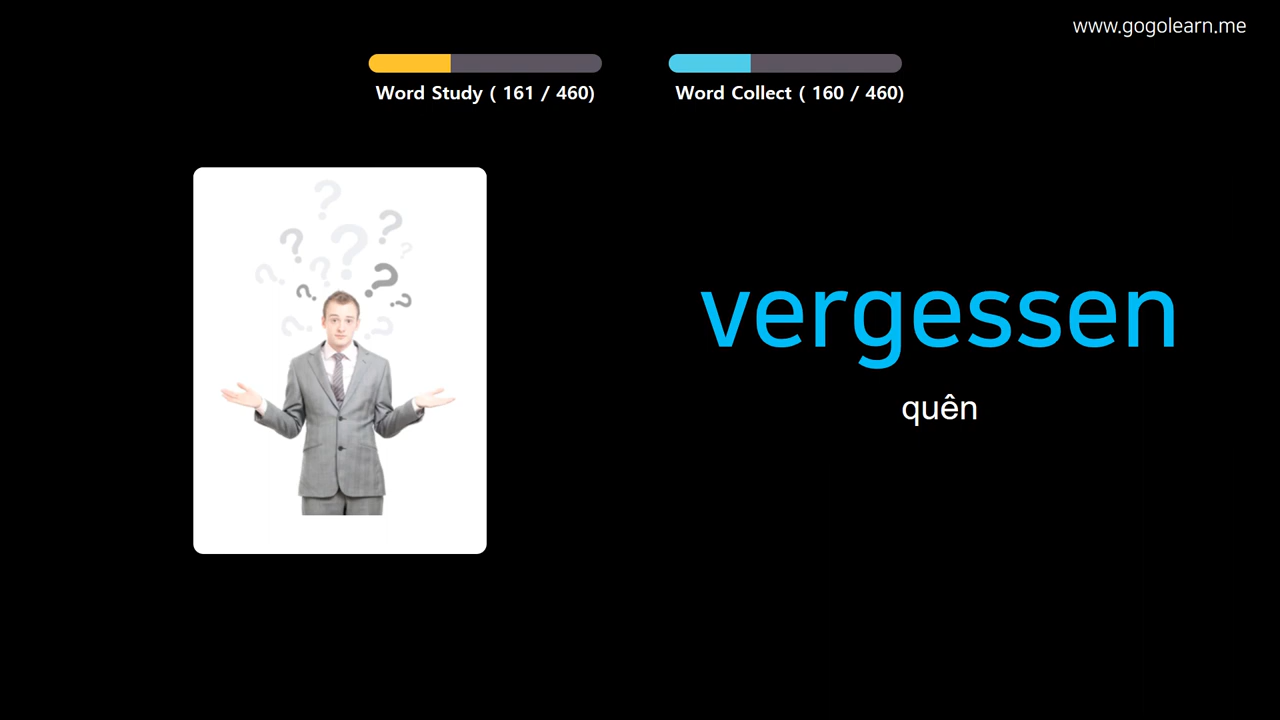 www.gogolearn.me
Word Study ( 161 / 460)
Word Collect ( 160 / 460)
? ? ? ? ? ? ? ? ? ? ? ?
vergessen
quên